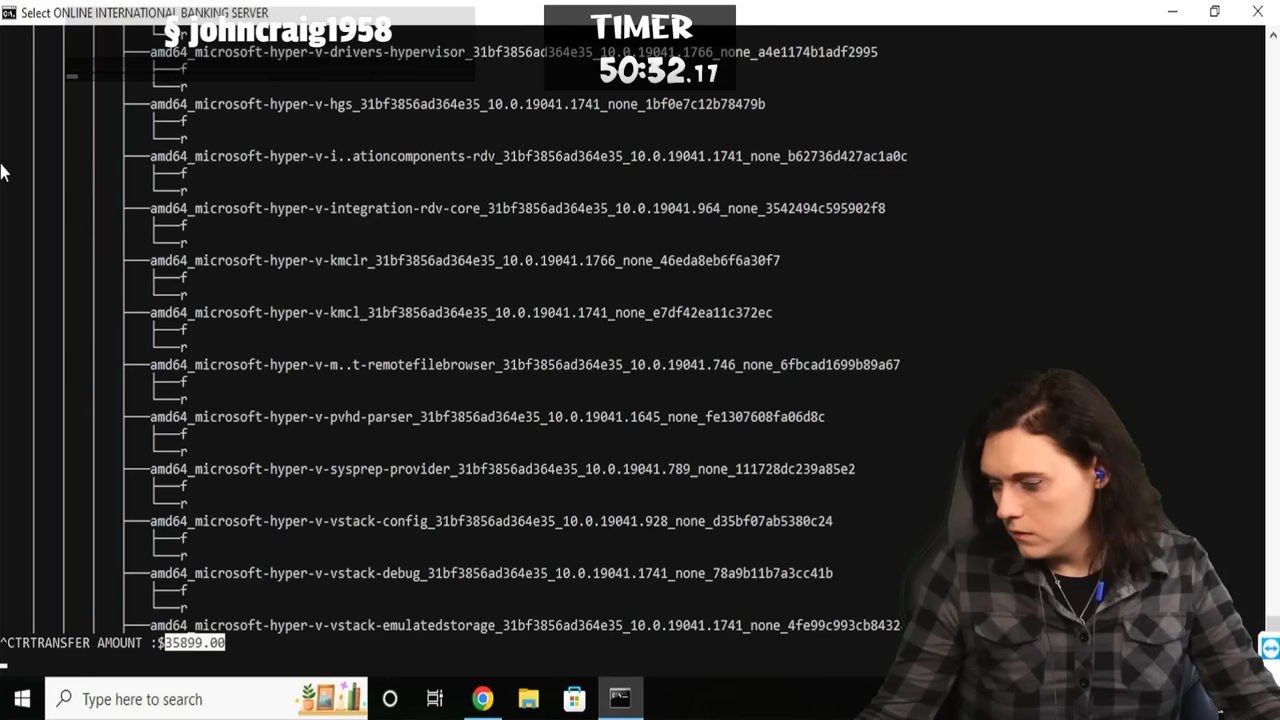 Select ONLINE INTERNATIONAL BANKING SERVER
§ johncraig1958
TIMER
50:32.17
amd64_microsoft-hyper-v-drivers-hypervisor_31bf3856ad364e35_10.0.19041.1766_none_a4e1174b1adf2995
f
r
amd64_microsoft-hyper-v-hgs_31bf3856ad364e35_10.0.19041.1741_none_1bf0e7c12b78479b
f
r
amd64_microsoft-hyper-v-i..ationcomponents-rdv_31bf3856ad364e35_10.0.19041.1741_none_b62736d427ac1a0c
f
r
amd64_microsoft-hyper-v-integration-rdv-core_31bf3856ad364e35_10.0.19041.964_none_3542494c595902f8
f
r
amd64_microsoft-hyper-v-kmclr_31bf3856ad364e35_10.0.19041.1766_none_46eda8eb6f6a30f7
f
r
amd64_microsoft-hyper-v-kmcl_31bf3856ad364e35_10.0.19041.1741_none_e7df42ea11c372ec
f
r
amd64_microsoft-hyper-v-m..t-remotefilebrowser_31bf3856ad364e35_10.0.19041.746_none_6fbcad1699b89a67
f
r
amd64_microsoft-hyper-v-pvhd-parser_31bf3856ad364e35_10.0.19041.1645_none_fe1307608fa06d8c
f
r
amd64_microsoft-hyper-v-sysprep-provider_31bf3856ad364e35_10.0.19041.789_none_111728dc239a85e2
f
r
amd64_microsoft-hyper-v-vstack-config_31bf3856ad364e35_10.0.19041.928_none_d35bf07ab5380c24
f
r
amd64_microsoft-hyper-v-vstack-debug_31bf3856ad364e35_10.0.19041.1741_none_78a9b11b7a3cc41b
f
r
amd64_microsoft-hyper-v-vstack-emulatedstorage_31bf3856ad364e35_10.0.19041.1741_none_4fe99c993cb8432
^CTRTRANSFER AMOUNT :$35899.00
Type here to search